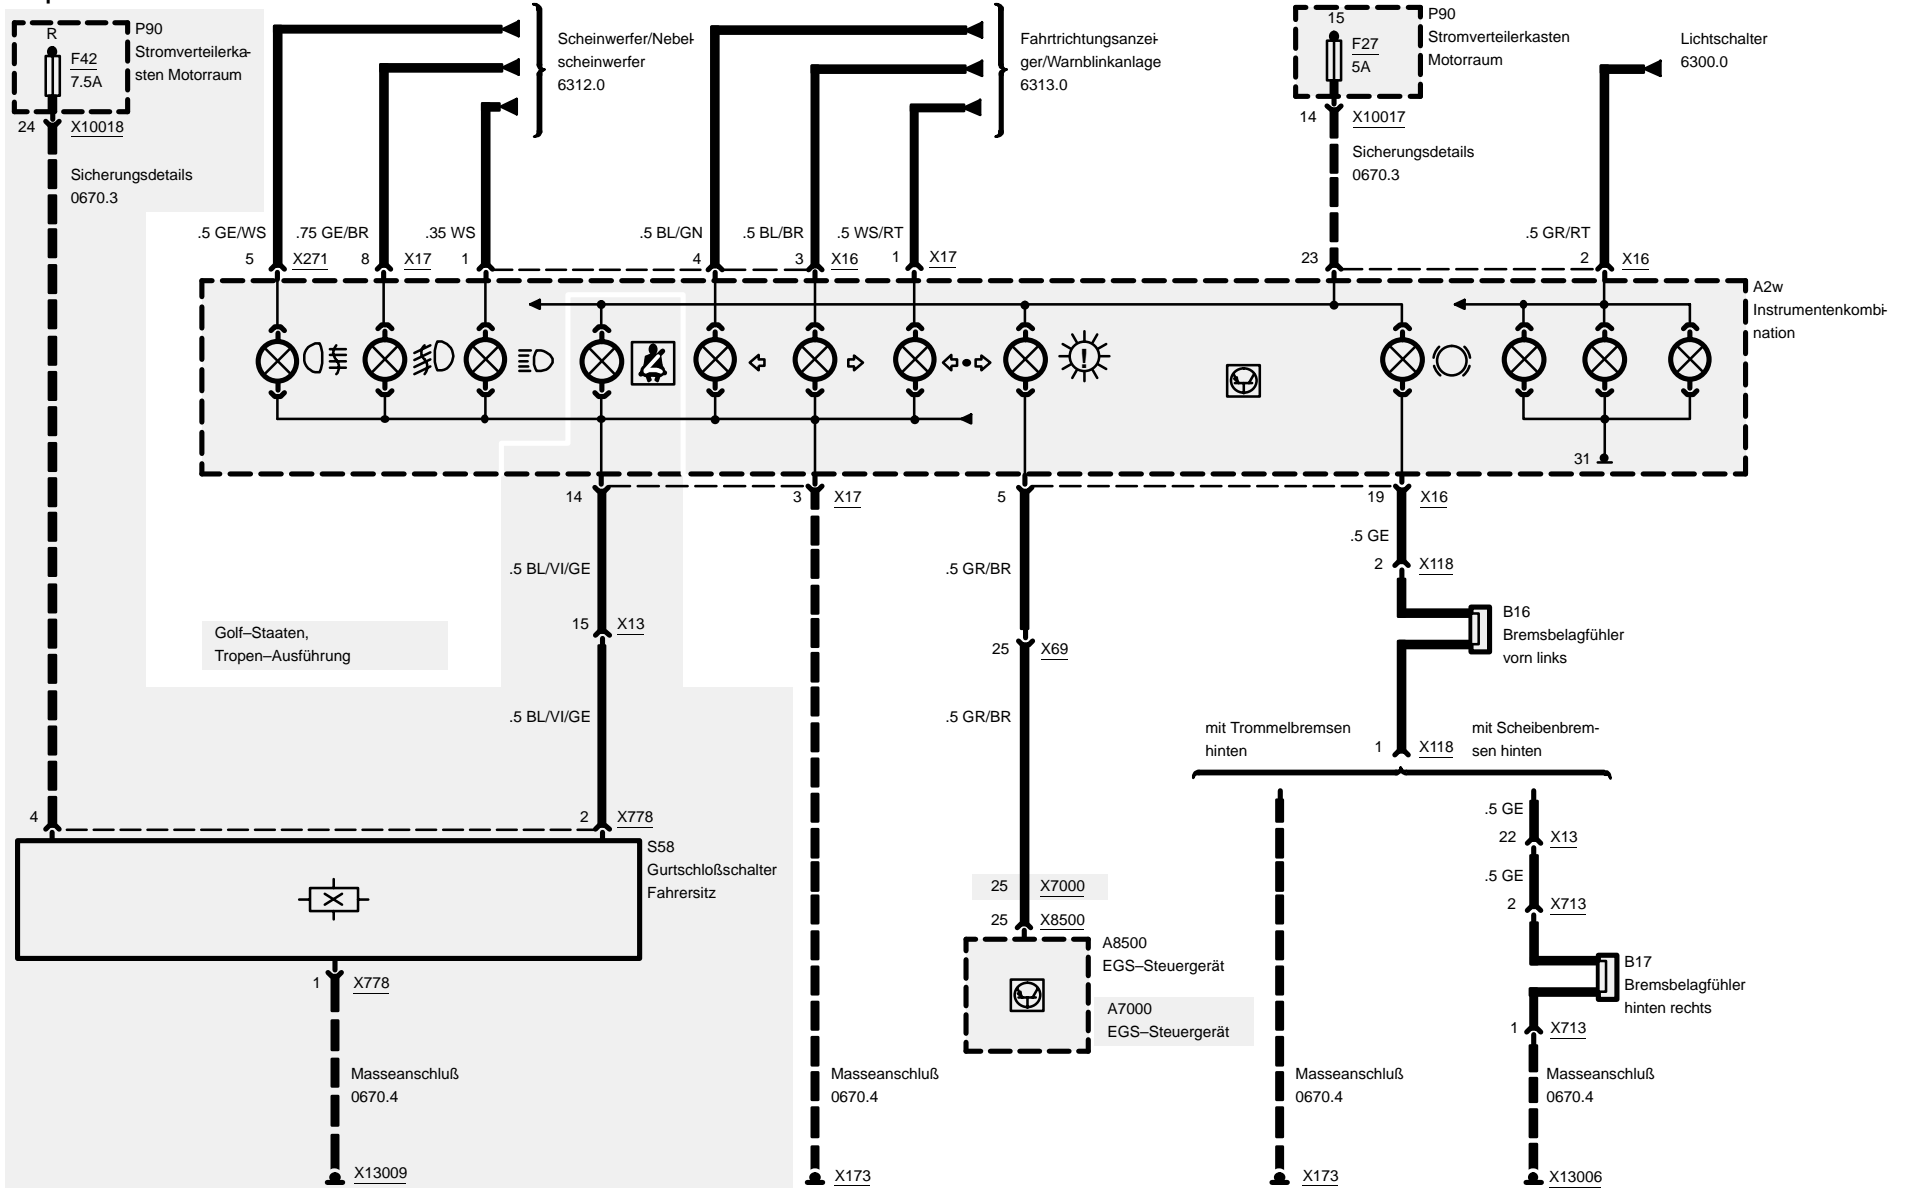 R
F42
7.5A
P90
Stromverteilerka-
sten Motorraum
24
X10018
Sicherungsdetails
0670.3
Scheinwerfer/Nebel-
scheinwerfer
6312.0
Fahrtrichtungsanzei-
ger/Warnblinkanlage
6313.0
15
F27
5A
P90
Stromverteilerkasten
Motorraum
14
X10017
Sicherungsdetails
0670.3
Lichtschalter
6300.0
.5 GE/WS
.75 GE/BR
.35 WS
.5 BL/GN
.5 BL/BR
.5 WS/RT
.5 GR/RT
5
X271
8
X17
1
4
3
X16
1
X17
23
2
X16
A2w
Instrumentenkombi-
nation
31
14
3
X17
5
19
X16
.5 BL/VI/GE
.5 GR/BR
.5 GE
2
X118
15
X13
25
X69
B16
Bremsbelagfühler
vorn links
Golf–Staaten,
Tropen–Ausführung
.5 BL/VI/GE
.5 GR/BR
mit Trommelbremsen
hinten
1
X118
mit Scheibenbrem-
sen hinten
4
2
X778
S58
Gurtschloßschalter
Fahrersitz
.5 GE
22
X13
.5 GE
2
X713
25
X7000
25
X8500
A8500
EGS–Steuergerät
A7000
EGS–Steuergerät
B17
Bremsbelagfühler
hinten rechts
1
X778
1
X713
Masseanschluß
0670.4
Masseanschluß
0670.4
Masseanschluß
0670.4
Masseanschluß
0670.4
X13009
X173
X173
X13006